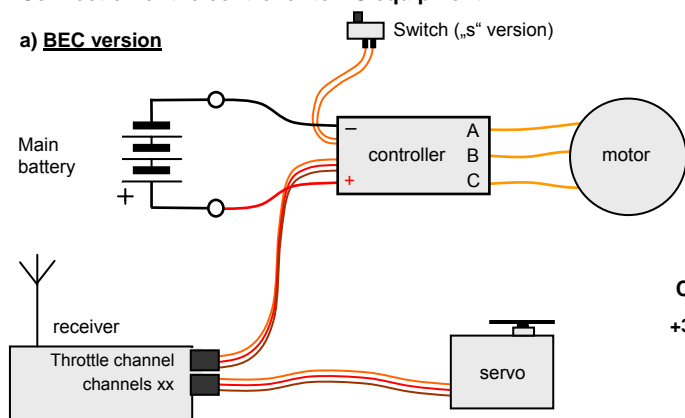 a) BEC version
Switch („s“ version)
Main
battery
+
–
+
controller
A
B
C
motor
receiver
Throttle channel
channels xx
servo